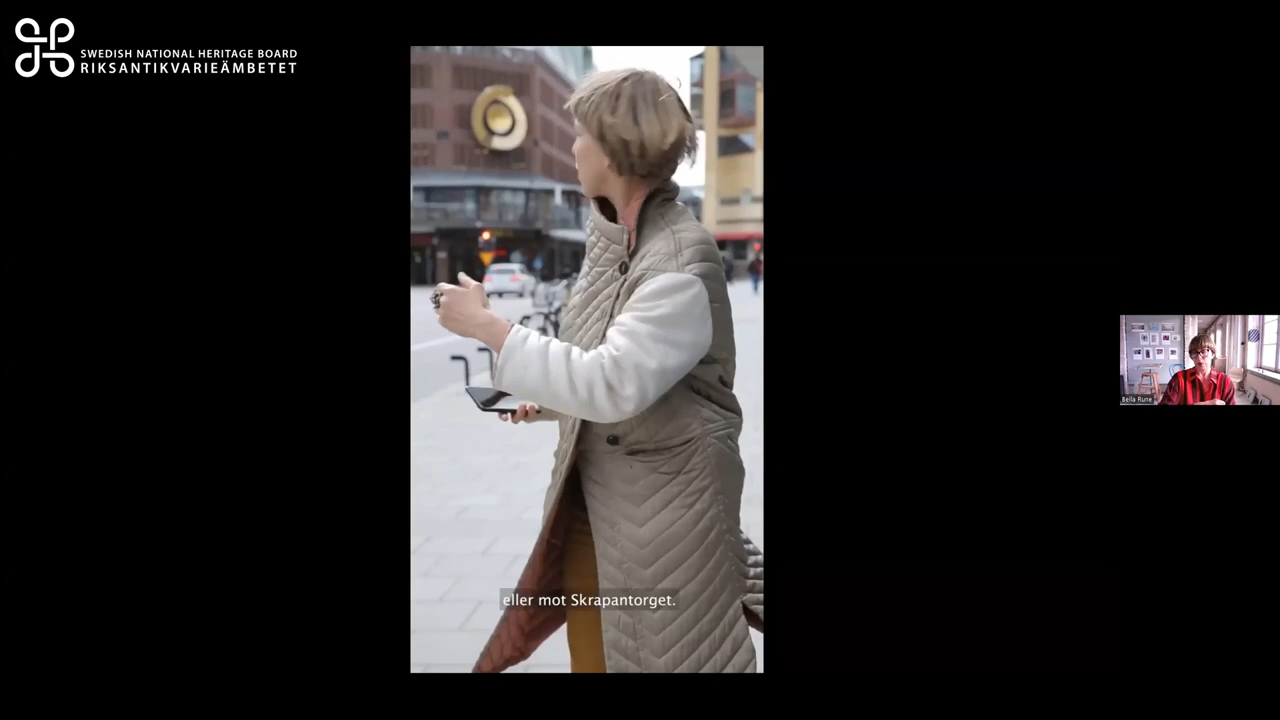 SWEDISH NATIONAL HERITAGE BOARD
RIKSANTIKVARIEÄMBETET
eller mot Skrapantorget.
Bella Rune